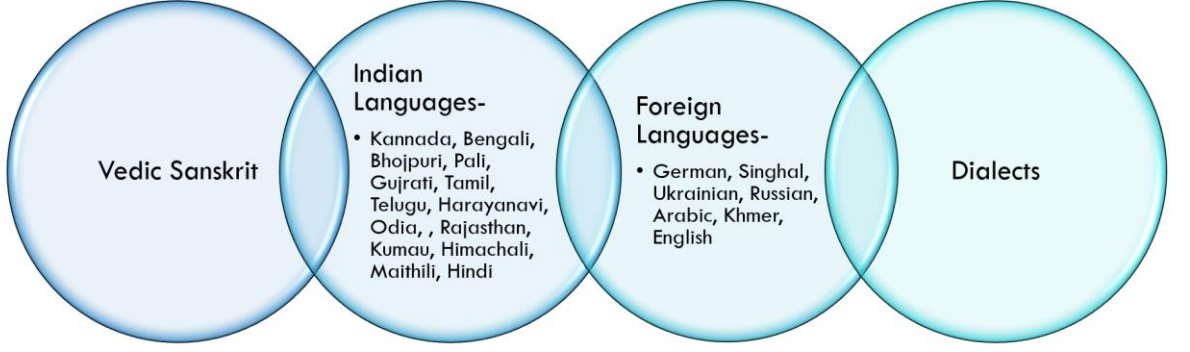 Vedic Sanskrit
Indian
Languages-
• Kannada, Bengali,
Bhojpuri, Pali,
Gujrati, Tamil,
Telugu, Harayanavi,
Odia, , Rajasthan,
Kumau, Himachali,
Maithili, Hindi
Foreign
Languages-
• German, Singhal,
Ukrainian, Russian,
Arabic, Khmer,
English
Dialects